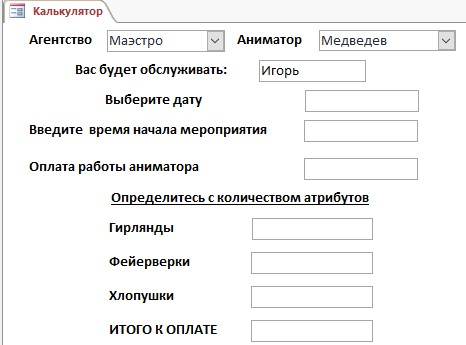 Калькулятор
Агентство Маэстро Аниматор Медведев
Вас будет обслуживать: Игорь
Выберите дату
Введите время начала мероприятия
Оплата работы аниматора
Определитесь с количеством атрибутов
Гирлянды
Фейерверки
Хлопушки
ИТОГО К ОПЛАТЕ